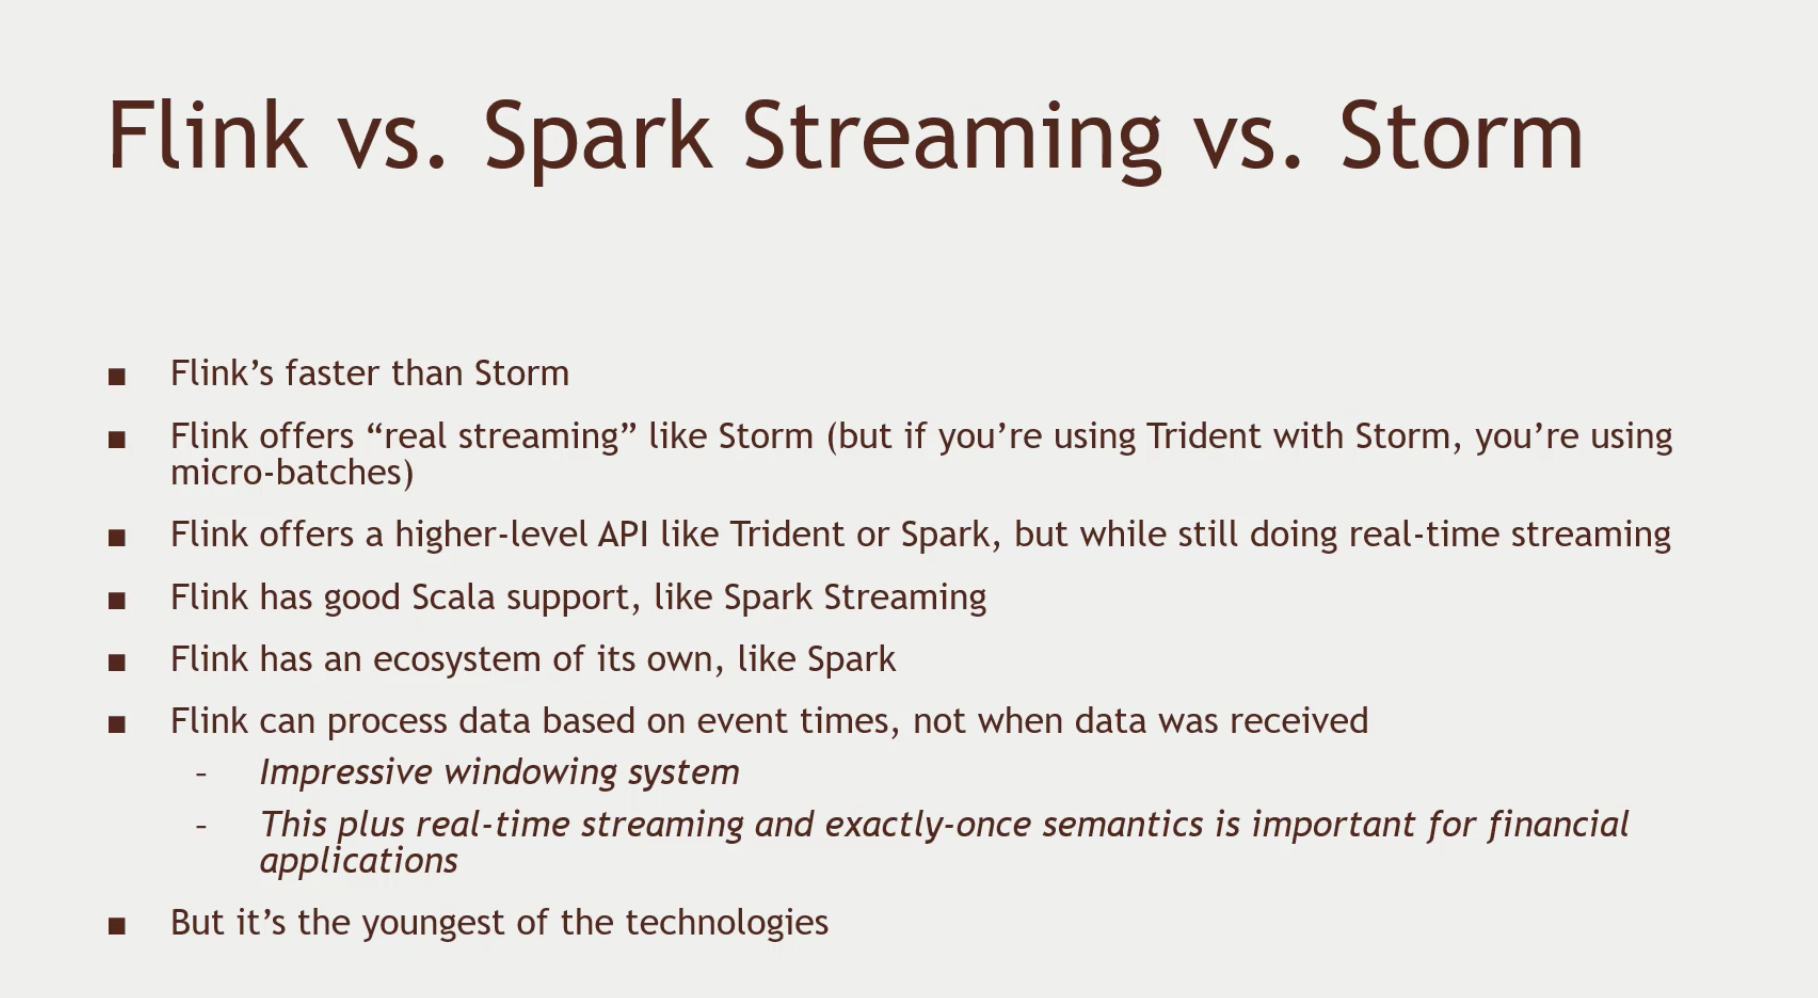 Flink vs. Spark Streaming vs. Storm
■ Flink’s faster than Storm
■ Flink offers “real streaming” like Storm (but if you’re using Trident with Storm, you’re using
micro-batches)
■ Flink offers a higher-level API like Trident or Spark, but while still doing real-time streaming
■ Flink has good Scala support, like Spark Streaming
■ Flink has an ecosystem of its own, like Spark
■ Flink can process data based on event times, not when data was received
– Impressive windowing system
– This plus real-time streaming and exactly-once semantics is important for financial
applications
■ But it’s the youngest of the technologies